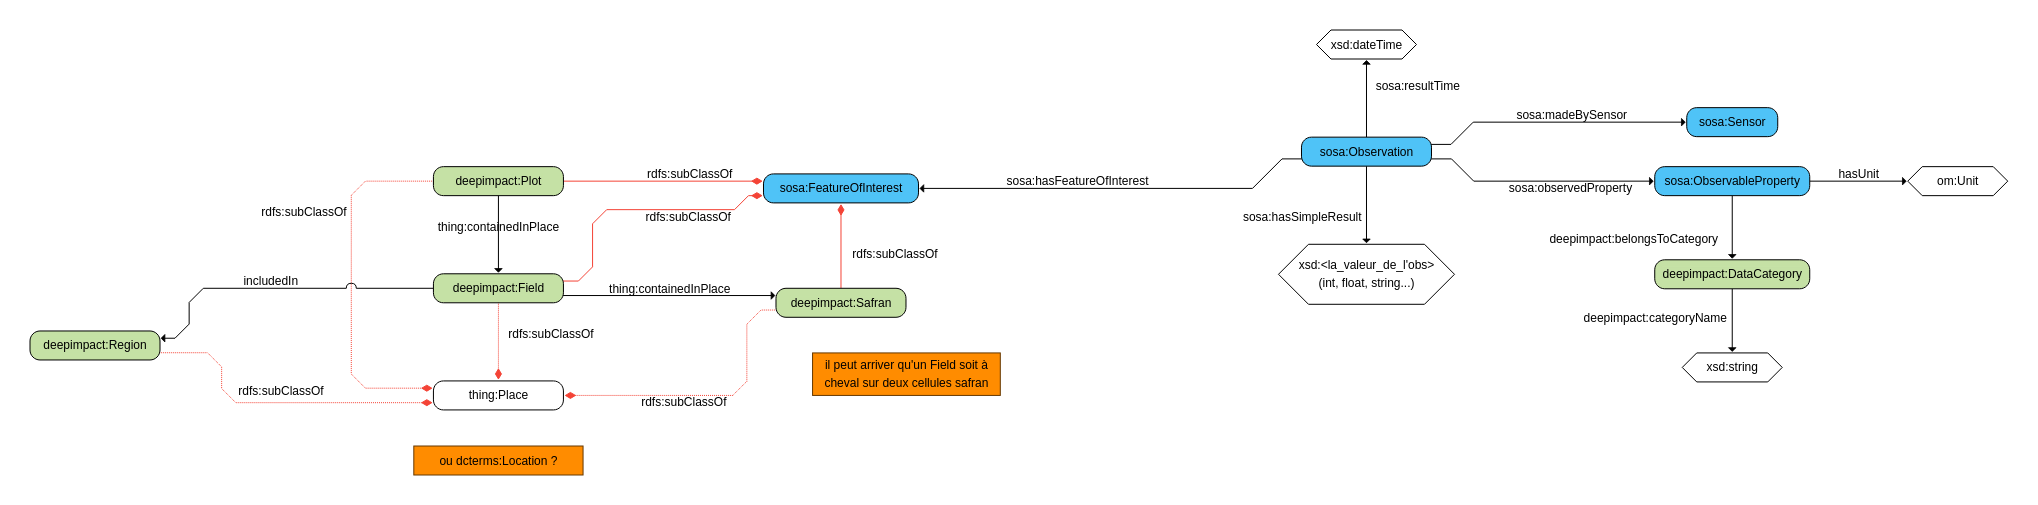 xsd:dateTime
sosa:resultTime
sosa:madeBySensor
sosa:Sensor
sosa:Observation
deepimpact:Plot
rdfs:subClassOf
sosa:FeatureOfInterest
sosa:hasFeatureOfInterest
sosa:observedProperty
sosa:ObservableProperty
hasUnit
om:Unit
rdfs:subClassOf
thing:containedInPlace
rdfs:subClassOf
sosa:hasSimpleResult
rdfs:subClassOf
deepimpact:belongsToCategory
xsd:<la_valeur_de_l'obs>
(int, float, string...)
deepimpact:DataCategory
includedIn
deepimpact:Field
thing:containedInPlace
deepimpact:Safran
deepimpact:categoryName
rdfs:subClassOf
deepimpact:Region
il peut arriver qu'un Field soit à
cheval sur deux cellules safran
xsd:string
rdfs:subClassOf
thing:Place
rdfs:subClassOf
ou dcterms:Location ?